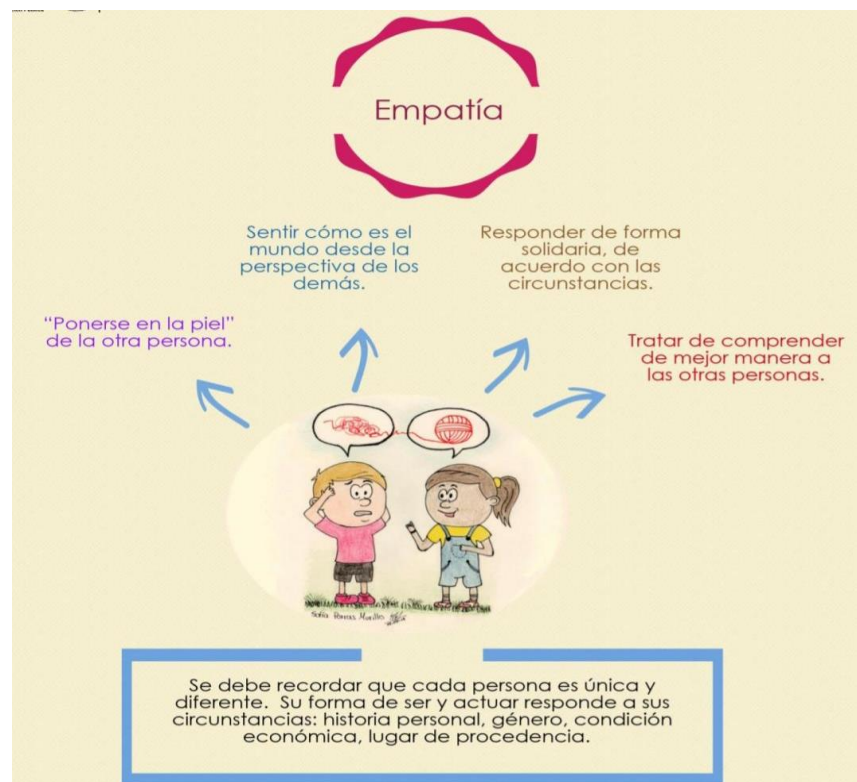 Empatía
Sentir cómo es el
mundo desde la
perspectiva de los
demás.
Responder de forma
solidaria, de
acuerdo con las
circunstancias.
“Ponerse en la piel”
de la otra persona.
Tratar de comprender
de mejor manera a
las otras personas.
Sofía
Se debe recordar que cada persona es única y
diferente.  Su forma de ser y actuar responde a sus
circunstancias: historia personal, género, condición
económica, lugar de procedencia.